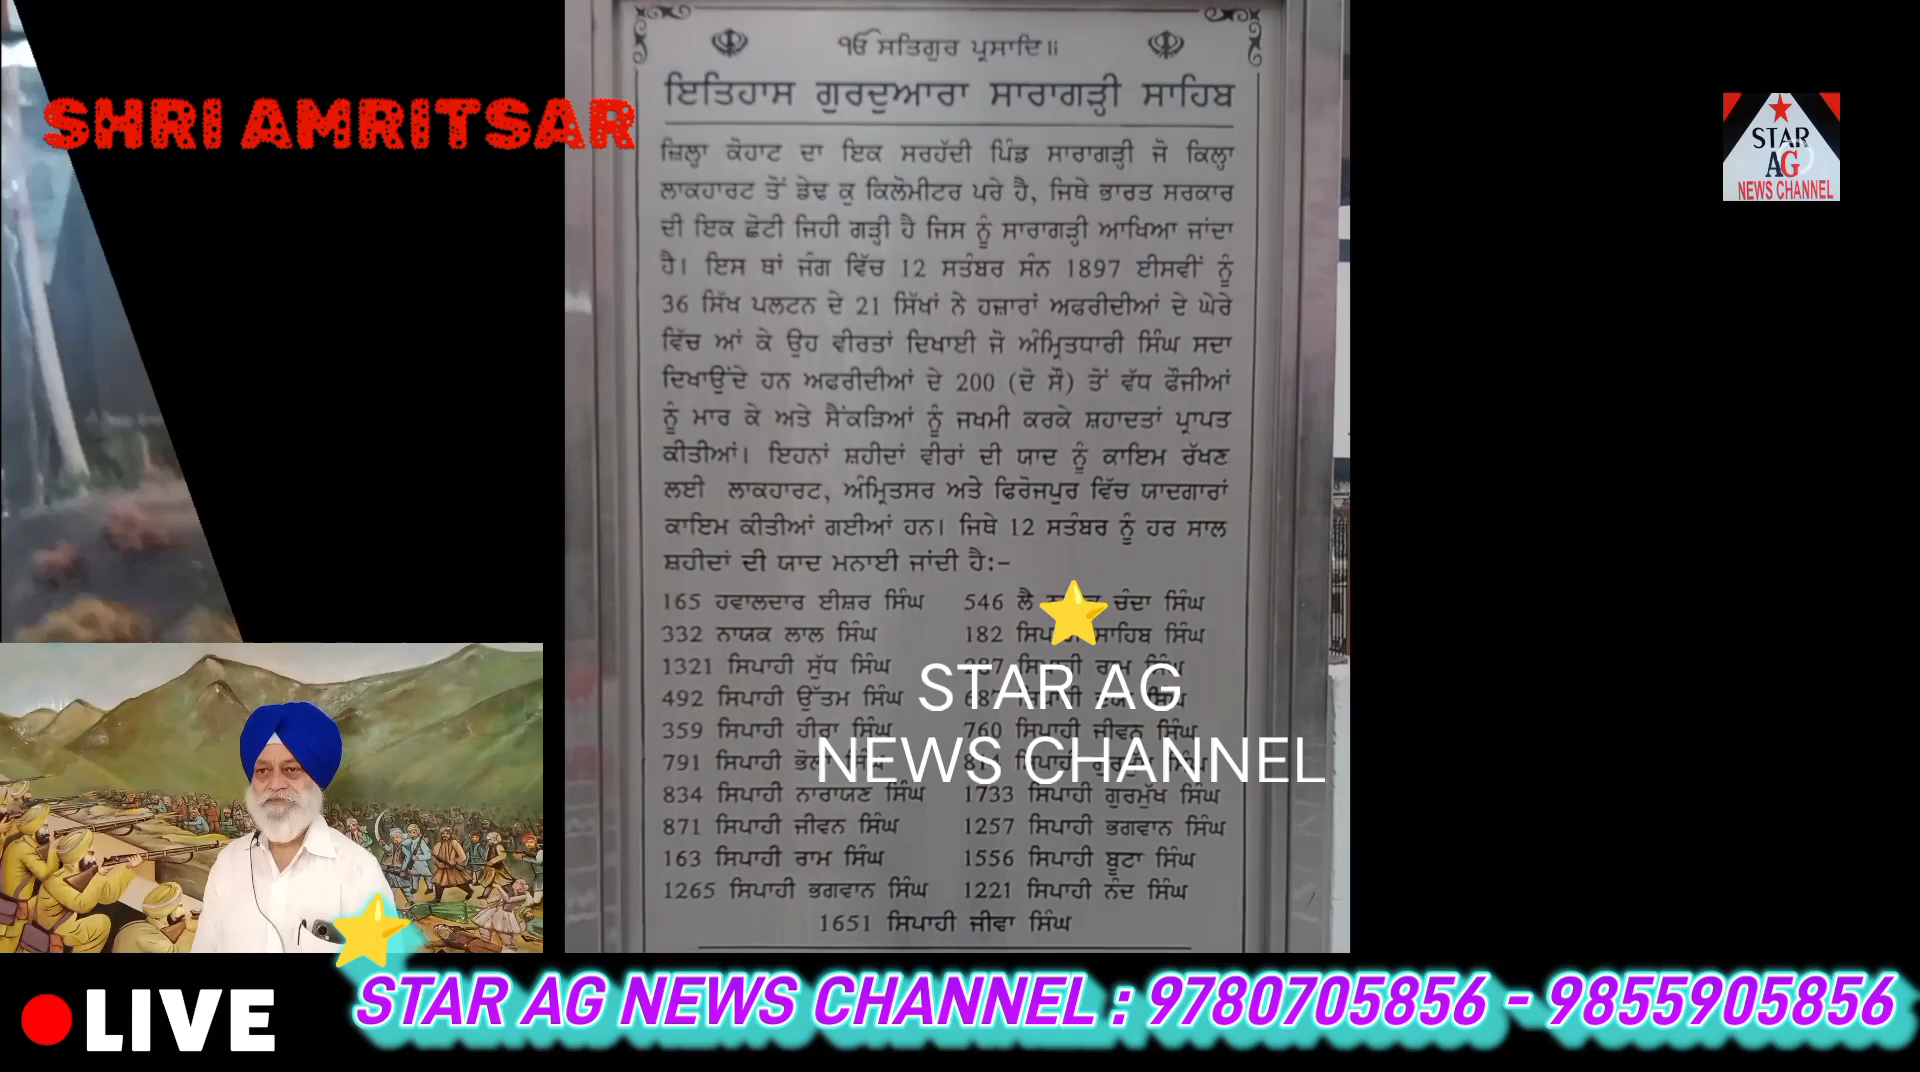 ੴ ਸਤਿਗੁਰ ਪ੍ਰਸਾਦਿ॥
ਇਤਿਹਾਸ ਗੁਰਦੁਆਰਾ ਸਾਰਾਗੜ੍ਹੀ ਸਾਹਿਬ
SHRI AMRITSAR
STAR
AG
NEWS CHANNEL
ਜ਼ਿਲ੍ਹਾ ਕੋਹਾਟ ਦਾ ਇਕ ਸਰਹੱਦੀ ਪਿੰਡ ਸਾਰਾਗੜ੍ਹੀ ਜੋ ਕਿਲ੍ਹਾ
ਲਾਕਹਾਰਟ ਤੋਂ ਡੇਢ ਕੁ ਕਿਲੋਮੀਟਰ ਪਰੇ ਹੈ, ਜਿਥੇ ਭਾਰਤ ਸਰਕਾਰ
ਦੀ ਇਕ ਛੋਟੀ ਜਿਹੀ ਗੜ੍ਹੀ ਹੈ ਜਿਸ ਨੂੰ ਸਾਰਾਗੜ੍ਹੀ ਆਖਿਆ ਜਾਂਦਾ
ਹੈ। ਇਸ ਥਾਂ ਜੰਗ ਵਿੱਚ 12 ਸਤੰਬਰ ਸੰਨ 1897 ਈਸਵੀਂ ਨੂੰ
36 ਸਿੱਖ ਪਲਟਨ ਦੇ 21 ਸਿੱਖਾਂ ਨੇ ਹਜ਼ਾਰਾਂ ਅਫਰੀਦੀਆਂ ਦੇ ਘੇਰੇ
ਵਿੱਚ ਆਂ ਕੇ ਉਹ ਵੀਰਤਾਂ ਦਿਖਾਈ ਜੋ ਅੰਮ੍ਰਿਤਧਾਰੀ ਸਿੰਘ ਸਦਾ
ਦਿਖਾਉਂਦੇ ਹਨ ਅਫਰੀਦੀਆਂ ਦੇ 200 (ਦੋ ਸੌ) ਤੋਂ ਵੱਧ ਫੌਜੀਆਂ
ਨੂੰ ਮਾਰ ਕੇ ਅਤੇ ਸੈਂਕੜਿਆਂ ਨੂੰ ਜਖਮੀ ਕਰਕੇ ਸ਼ਹਾਦਤਾਂ ਪ੍ਰਾਪਤ
ਕੀਤੀਆਂ। ਇਹਨਾਂ ਸ਼ਹੀਦਾਂ ਵੀਰਾਂ ਦੀ ਯਾਦ ਨੂੰ ਕਾਇਮ ਰੱਖਣ
ਲਈ ਲਾਕਹਾਰਟ, ਅੰਮ੍ਰਿਤਸਰ ਅਤੇ ਫਿਰੋਜਪੁਰ ਵਿੱਚ ਯਾਦਗਾਰਾਂ
ਕਾਇਮ ਕੀਤੀਆਂ ਗਈਆਂ ਹਨ। ਜਿਥੇ 12 ਸਤੰਬਰ ਨੂੰ ਹਰ ਸਾਲ
ਸ਼ਹੀਦਾਂ ਦੀ ਯਾਦ ਮਨਾਈ ਜਾਂਦੀ ਹੈ:-
165 ਹਵਾਲਦਾਰ ਈਸ਼ਰ ਸਿੰਘ 546 ਲੈ ਚੰਦਾ ਸਿੰਘ
332 ਨਾਯਕ ਲਾਲ ਸਿੰਘ 182 ਸਿਪਾਹੀ ਸਾਹਿਬ ਸਿੰਘ
1321 ਸਿਪਾਹੀ ਸੁੱਧ ਸਿੰਘ ਸਿਪਾਹੀ ਰਾਮ ਸਿੰਘ
492 ਸਿਪਾਹੀ ਉੱਤਮ ਸਿੰਘ ਸਿਪਾਹੀ ਸਿੰਘ
359 ਸਿਪਾਹੀ ਹੀਰਾ ਸਿੰਘ 760 ਸਿਪਾਹੀ ਜੀਵਨ ਸਿੰਘ
791 ਸਿਪਾਹੀ ਸਿੰਘ ਸਿਪਾਹੀ ਸਿੰਘ
834 ਸਿਪਾਹੀ ਨਾਰਾਯਣ ਸਿੰਘ 1733 ਸਿਪਾਹੀ ਗੁਰਮੁੱਖ ਸਿੰਘ
871 ਸਿਪਾਹੀ ਜੀਵਨ ਸਿੰਘ 1257 ਸਿਪਾਹੀ ਭਗਵਾਨ ਸਿੰਘ
163 ਸਿਪਾਹੀ ਰਾਮ ਸਿੰਘ 1556 ਸਿਪਾਹੀ ਬੂਟਾ ਸਿੰਘ
1265 ਸਿਪਾਹੀ ਭਗਵਾਨ ਸਿੰਘ 1221 ਸਿਪਾਹੀ ਨੰਦ ਸਿੰਘ
1651 ਸਿਪਾਹੀ ਜੀਵਾ ਸਿੰਘ
STAR AG
NEWS CHANNEL
LIVE
STAR AG NEWS CHANNEL : 9780705856 - 9855905856